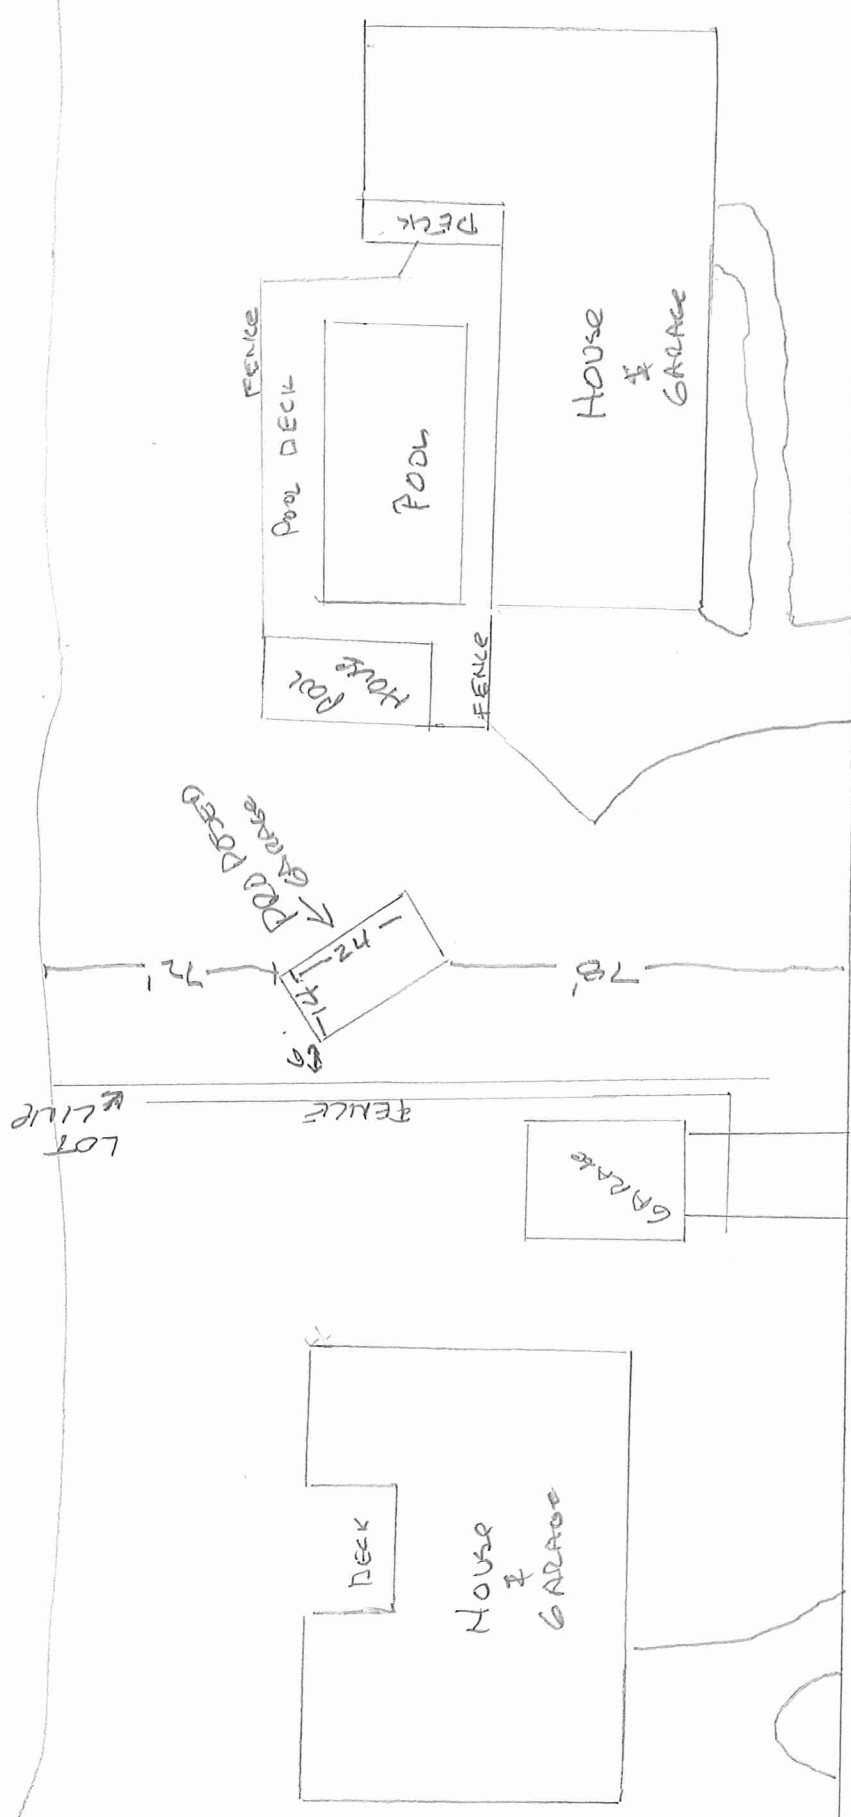 DECK
FENCE
POOL DECK
POOL
HOUSE
&
GARAGE
POOL
HOUSE
FENCE
PROPOSED
GARAGE
72'
14
24
78'
LOT
LINE
FENCE
GARAGE
DECK
HOUSE
&
GARAGE